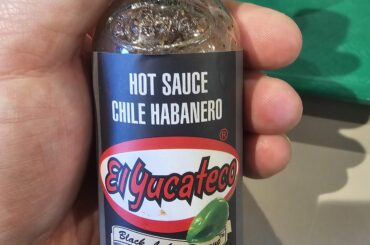 HOT SAUCE
CHILE HABANERO
El Yucateco®
Black